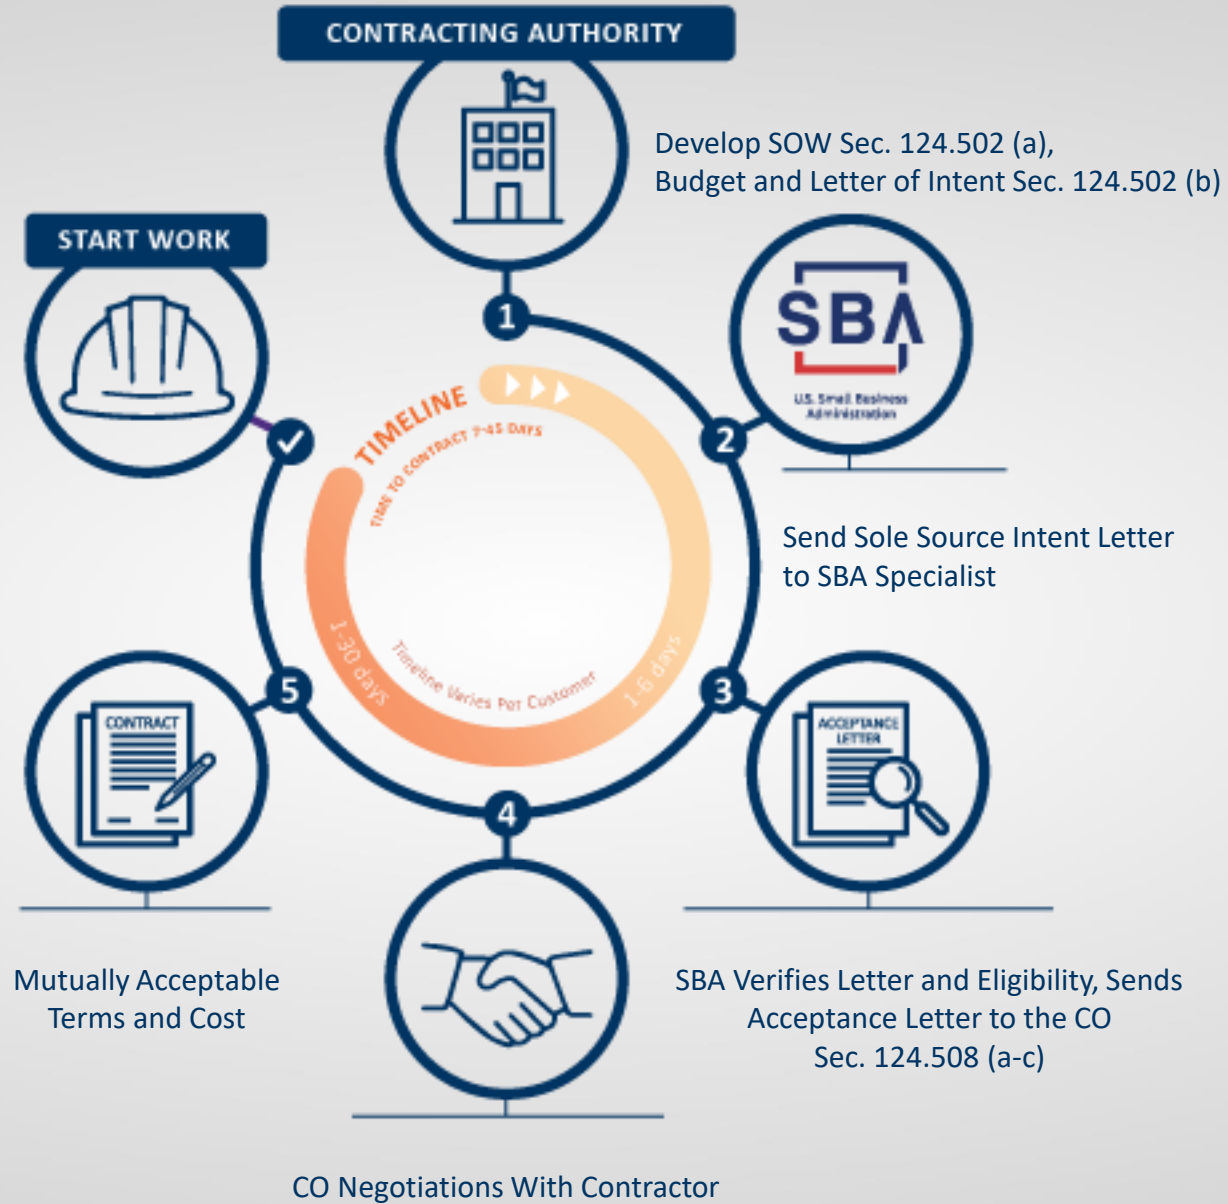 CONTRACTING AUTHORITY
1
Develop SOW Sec. 124.502 (a),
Budget and Letter of Intent Sec. 124.502 (b)
2
SBA
U.S. Small Business
Administration
Send Sole Source Intent Letter
to SBA Specialist
3
ACCEPTANCE
LETTER
SBA Verifies Letter and Eligibility, Sends
Acceptance Letter to the CO
Sec. 124.508 (a-c)
4
CO Negotiations With Contractor
5
CONTRACT
Mutually Acceptable
Terms and Cost
START WORK
TIMELINE
TIME TO CONTRACT 7-45 DAYS
1-6 days
1-30 days
Timeline Varies Per Customer